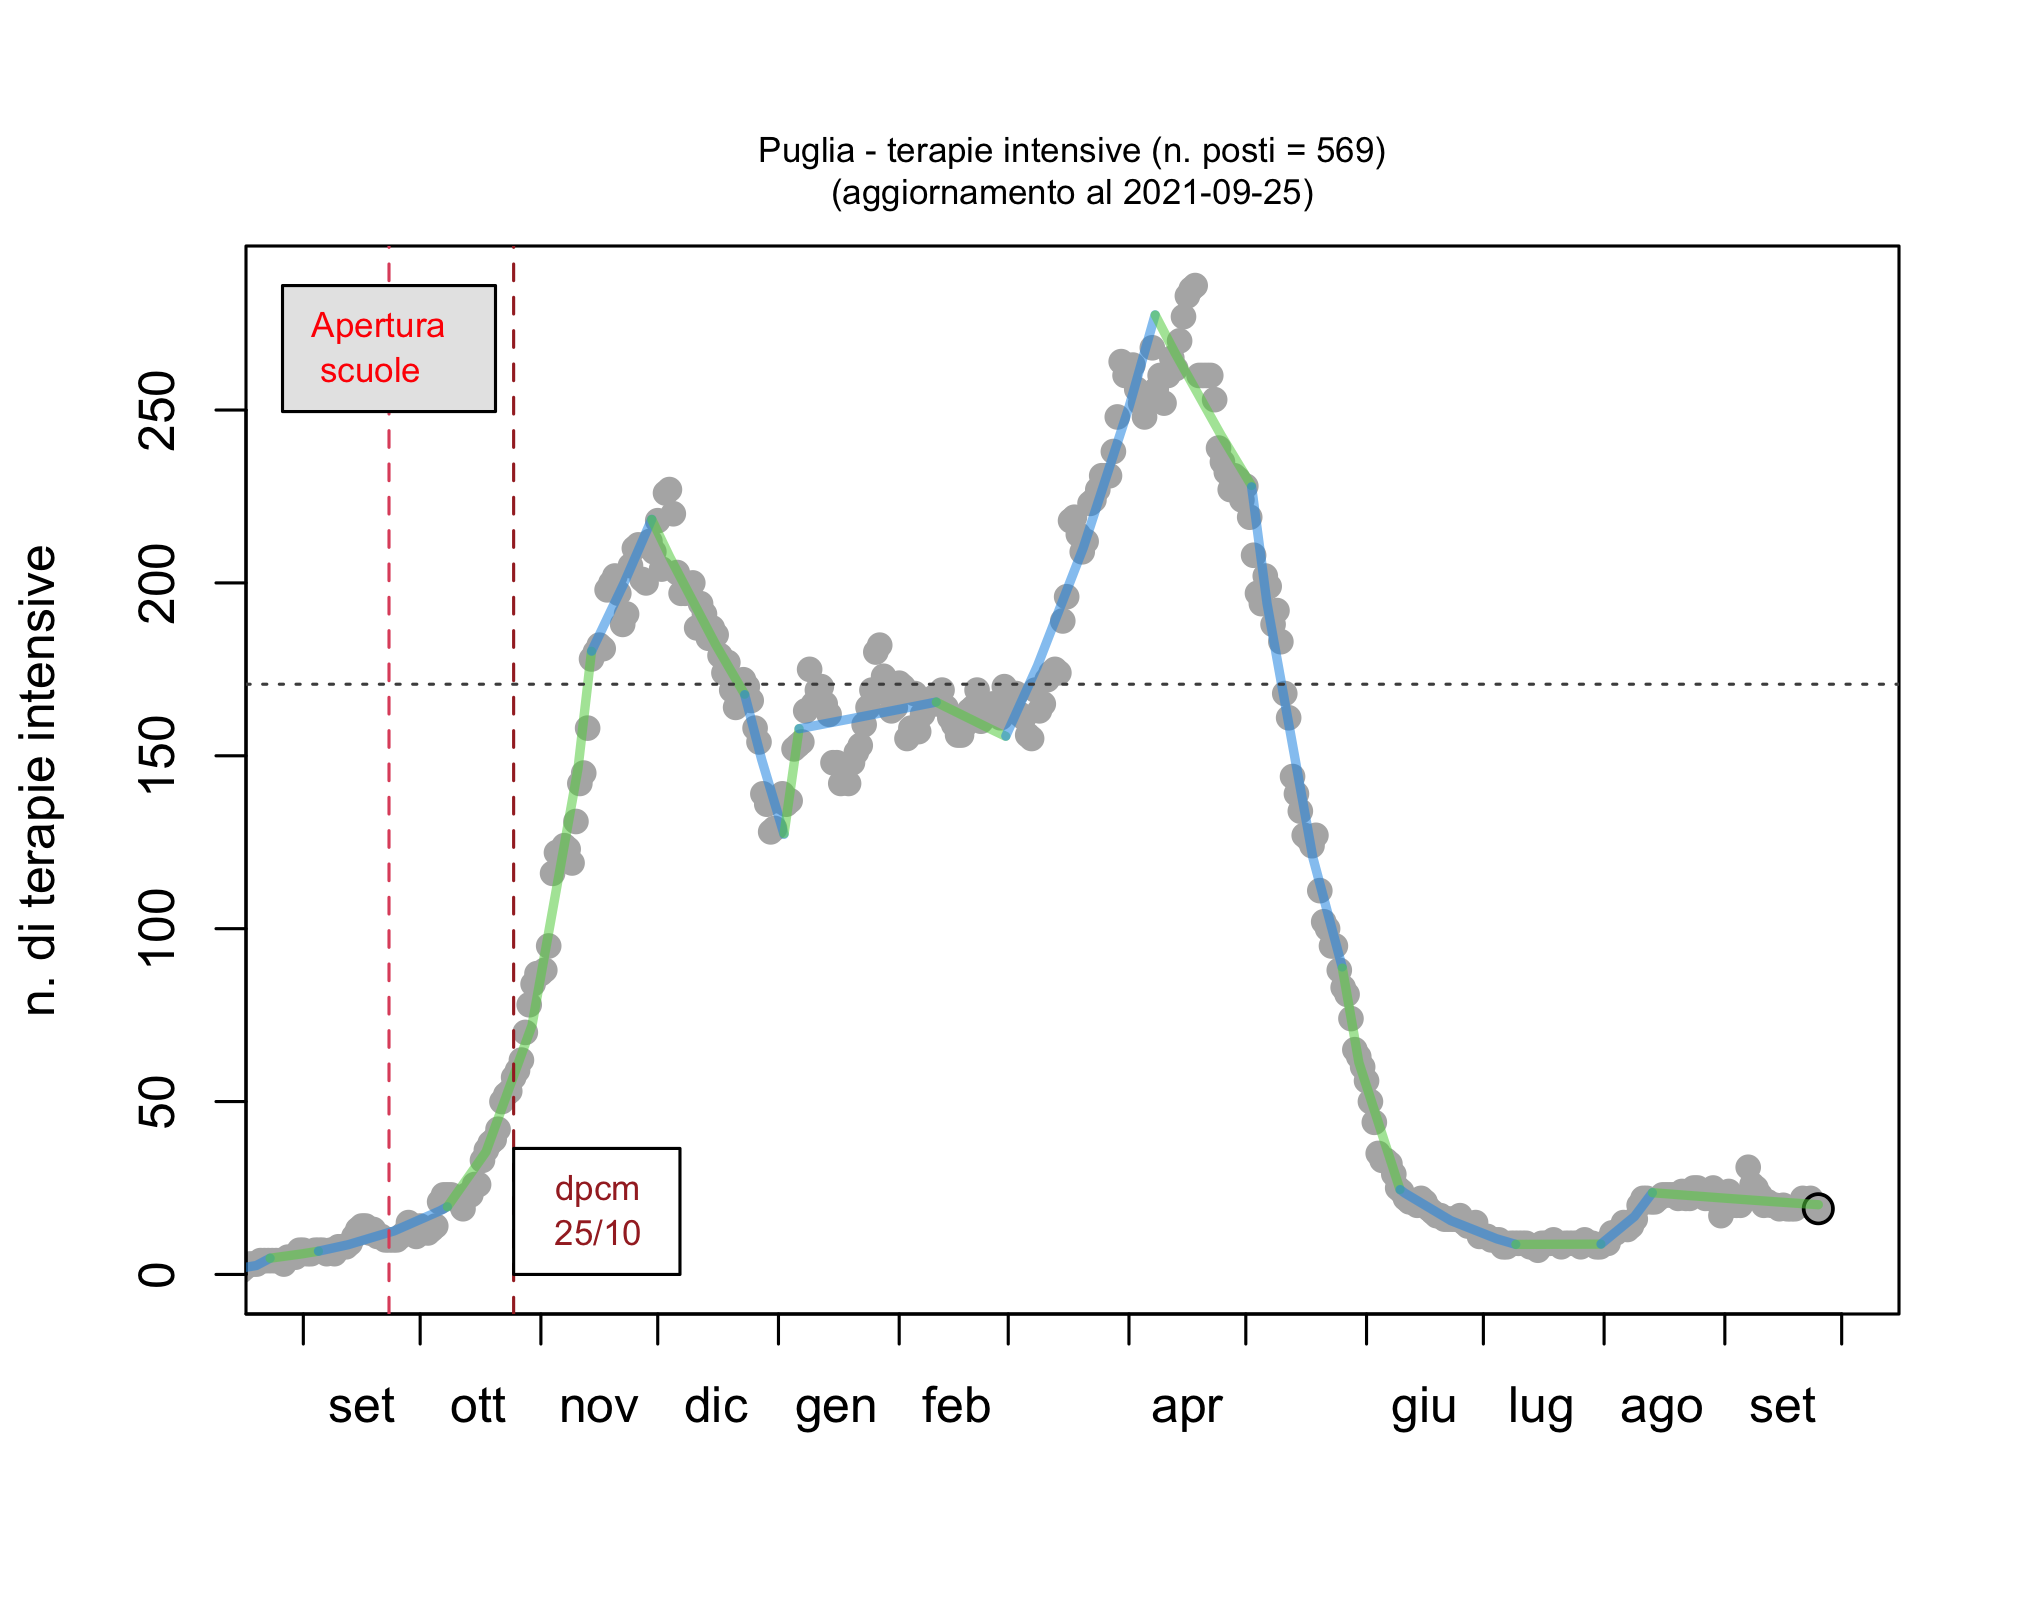 Puglia - terapie intensive (n. posti = 569)
(aggiornamento al 2021-09-25)
Apertura
scuole
n. di terapie intensive
250
200
150
100
50
0
dpcm
25/10
set ott nov dic gen feb apr giu lug ago set